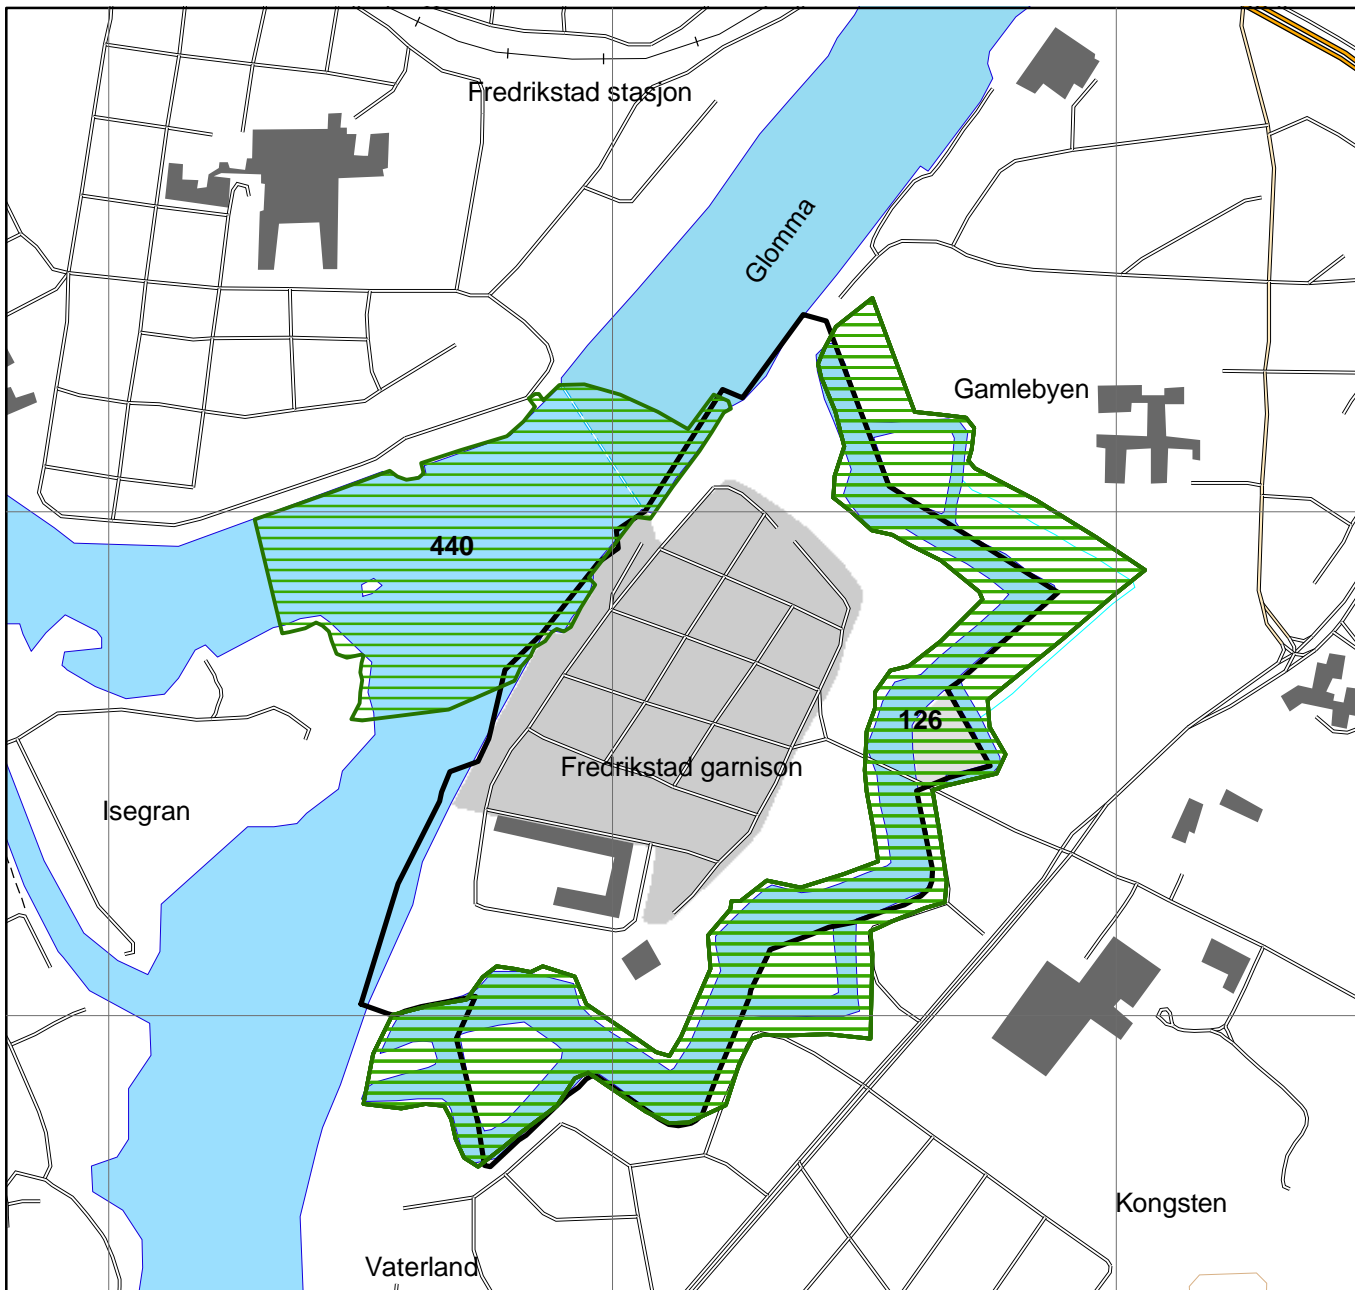 Fredrikstad stasjon
Glomma
Gamlebyen
440
126
Fredrikstad garnison
Isegran
Kongsten
Vaterland